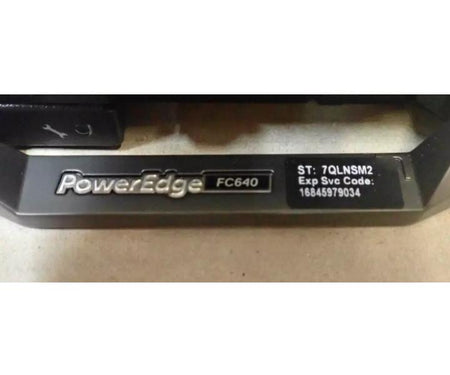 PowerEdge FC640
ST: 7QLNSM2
Exp Svc Code:
16845979034